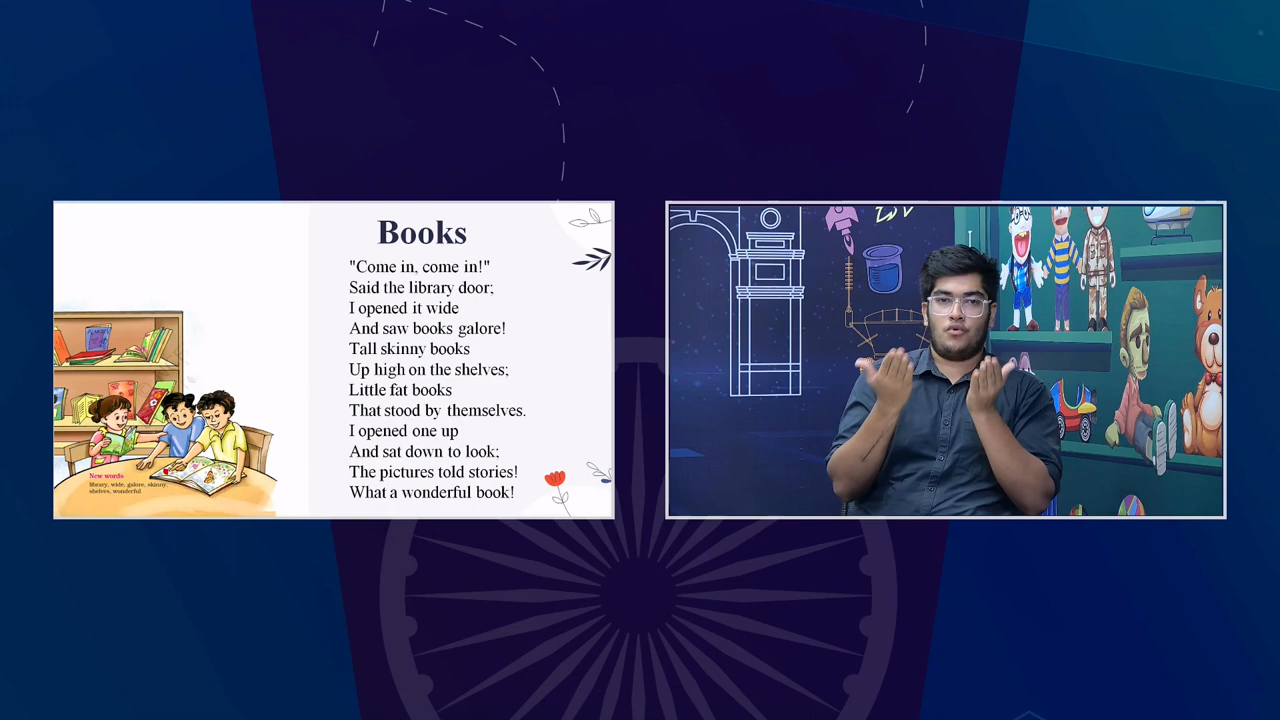 Books
"Come in, come in!"
Said the library door;
I opened it wide
And saw books galore!
Tall skinny books
Up high on the shelves;
Little fat books
That stood by themselves.
I opened one up
And sat down to look;
The pictures told stories!
What a wonderful book!
New words
library, wide, galore, skinny,
shelves, wonderful